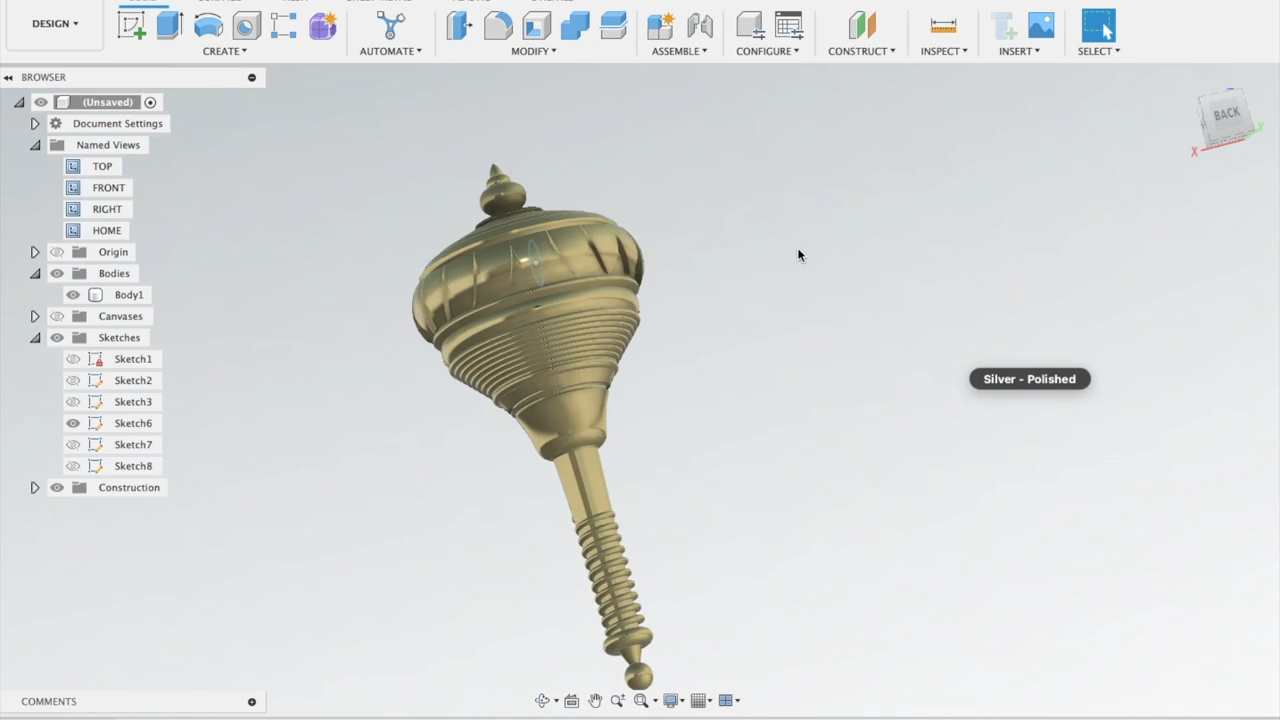 DESIGN
CREATE
AUTOMATE
MODIFY
ASSEMBLE
CONFIGURE
CONSTRUCT
INSPECT
INSERT
SELECT
BROWSER
(Unsaved)
Document Settings
Named Views
TOP
FRONT
RIGHT
HOME
Origin
Bodies
Body1
Canvases
Sketches
Sketch1
Sketch2
Sketch3
Sketch6
Sketch7
Sketch8
Construction
BACK
X
Silver - Polished
COMMENTS